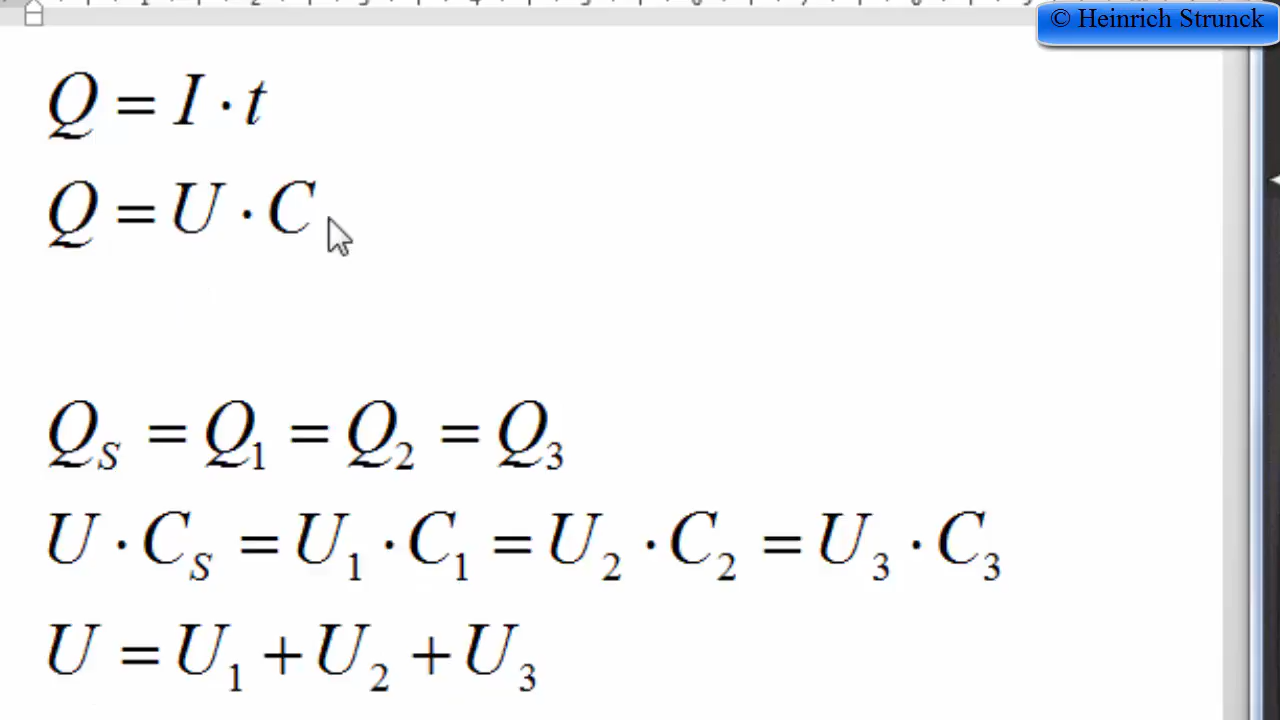 © Heinrich Strunck
Q = I · t
Q = U · C
Q_S = Q_1 = Q_2 = Q_3
U · C_S = U_1 · C_1 = U_2 · C_2 = U_3 · C_3
U = U_1 + U_2 + U_3